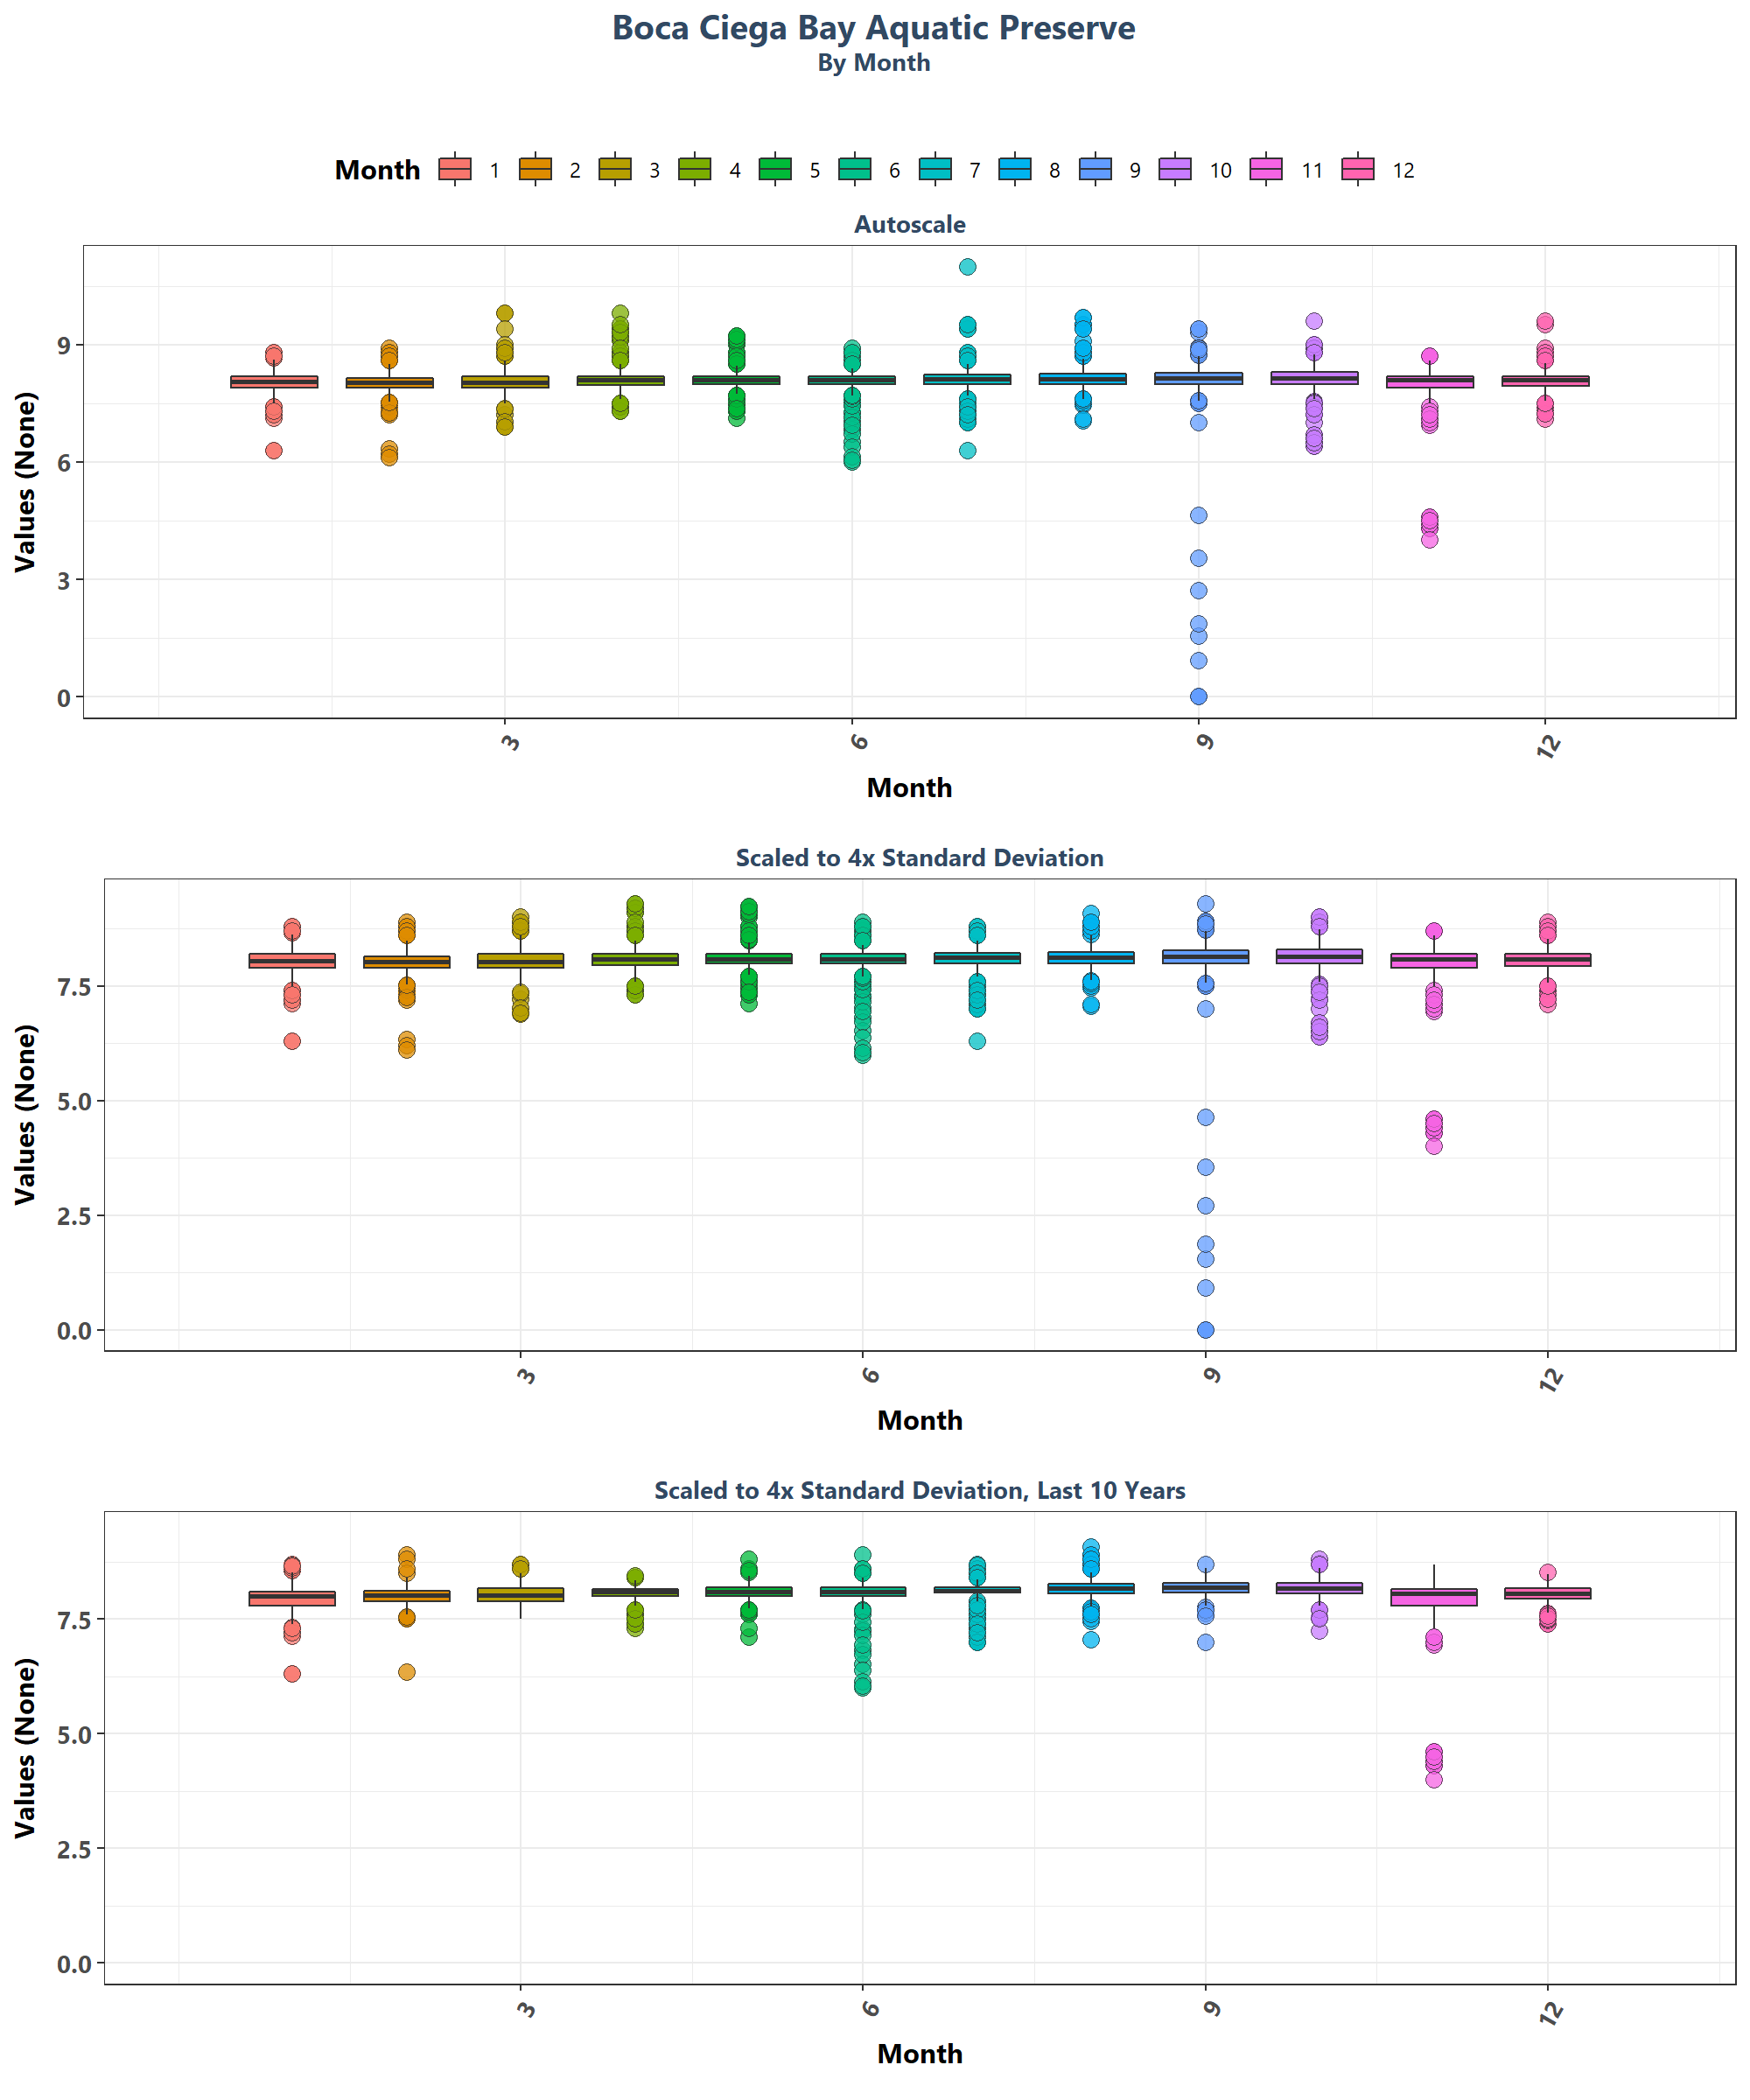 Boca Ciega Bay Aquatic Preserve
By Month
Month 1 2 3 4 5 6 7 8 9 10 11 12
Autoscale
Values (None)
9
6
3
0
3 6 9 12
Month
Scaled to 4x Standard Deviation
Values (None)
7.5
5.0
2.5
0.0
3 6 9 12
Month
Scaled to 4x Standard Deviation, Last 10 Years
Values (None)
7.5
5.0
2.5
0.0
3 6 9 12
Month